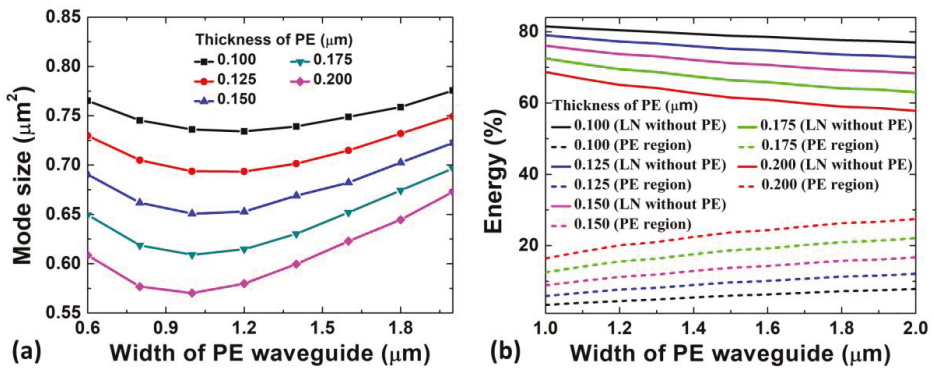 0.85
0.80
0.75
0.70
0.65
0.60
0.55
Mode size (μm²)
Thickness of PE (μm)
0.100
0.175
0.125
0.200
0.150
0.6
0.9
1.2
1.5
1.8
(a)
Width of PE waveguide (μm)
80
60
40
20
Energy (%)
Thickness of PE (μm)
0.100 (LN without PE)
0.175 (LN without PE)
0.100 (PE region)
0.175 (PE region)
0.125 (LN without PE)
0.200 (LN without PE)
0.125 (PE region)
0.200 (PE region)
0.150 (LN without PE)
0.150 (PE region)
1.0
1.2
1.4
1.6
1.8
2.0
(b)
Width of PE waveguide (μm)